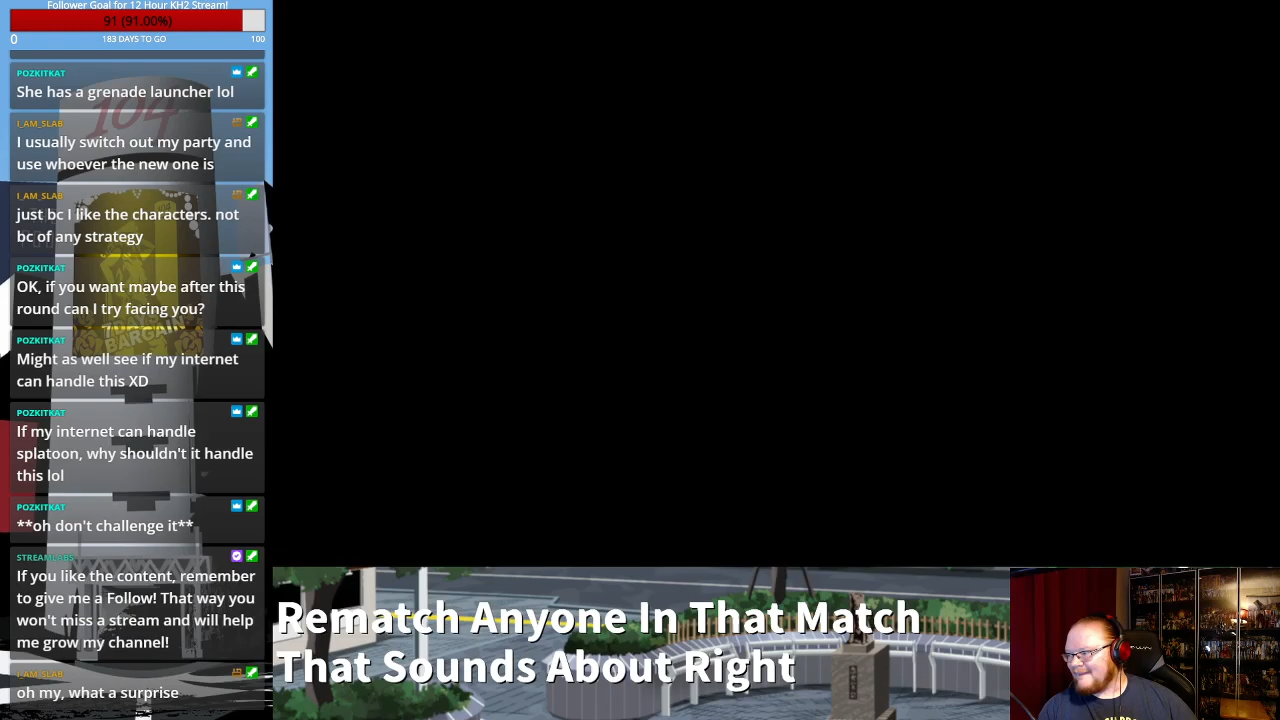 Follower Goal for 12 Hour KH2 Stream!
91 (91.00%)
0 183 DAYS TO GO 100
POZKITKAT
She has a grenade launcher lol
104
I_AM_SLAB
I usually switch out my party and
use whoever the new one is
I_AM_SLAB
just bc I like the characters. not
bc of any strategy
POZKITKAT
OK, if you want maybe after this
round can I try facing you?
BARGAIN
POZKITKAT
Might as well see if my internet
can handle this XD
POZKITKAT
If my internet can handle
splatoon, why shouldn't it handle
this lol
POZKITKAT
**oh don't challenge it**
STREAMLABS
If you like the content, remember
to give me a Follow! That way you
won't miss a stream and will help
me grow my channel!
I_AM_SLAB
oh my, what a surprise
Rematch Anyone In That Match
That Sounds About Right